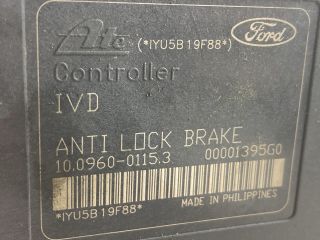 Ate (*IYU5B19F88*) Ford
Controller
IVD
ANTI LOCK BRAKE
10.0960-0115.3 00001395G0
MADE IN PHILIPPINES
*IYU5B19F88*